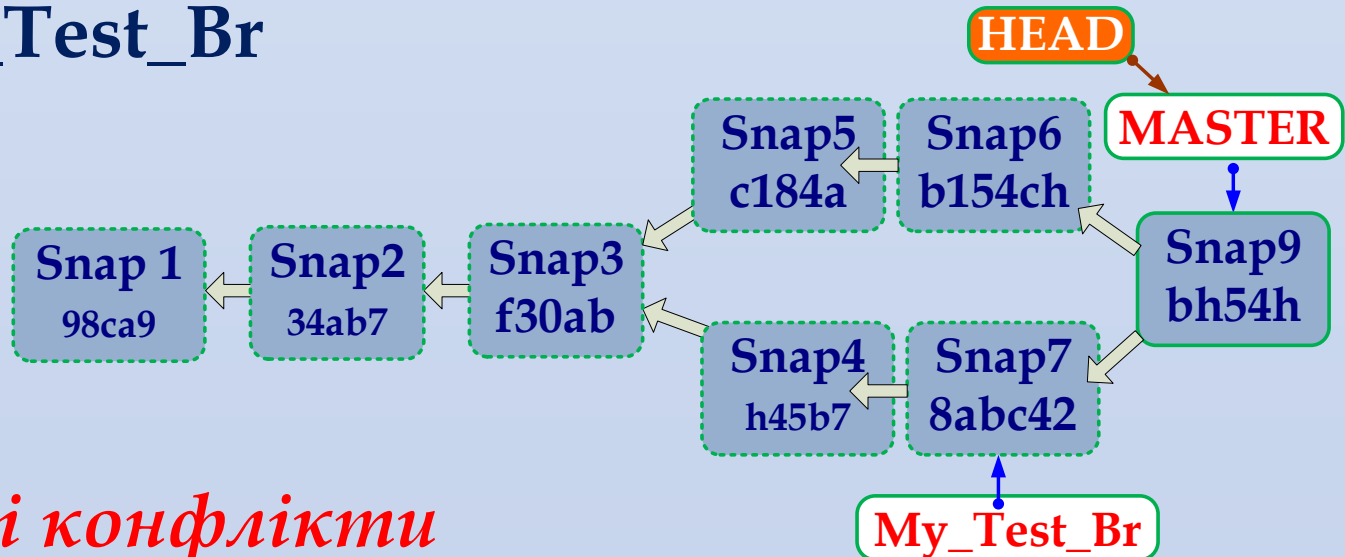 _Test_Br
HEAD
MASTER
Snap5
c184a
Snap6
b154ch
Snap 1
98ca9
Snap2
34ab7
Snap3
f30ab
Snap9
bh54h
Snap4
h45b7
Snap7
8abc42
і конфлікти
My_Test_Br